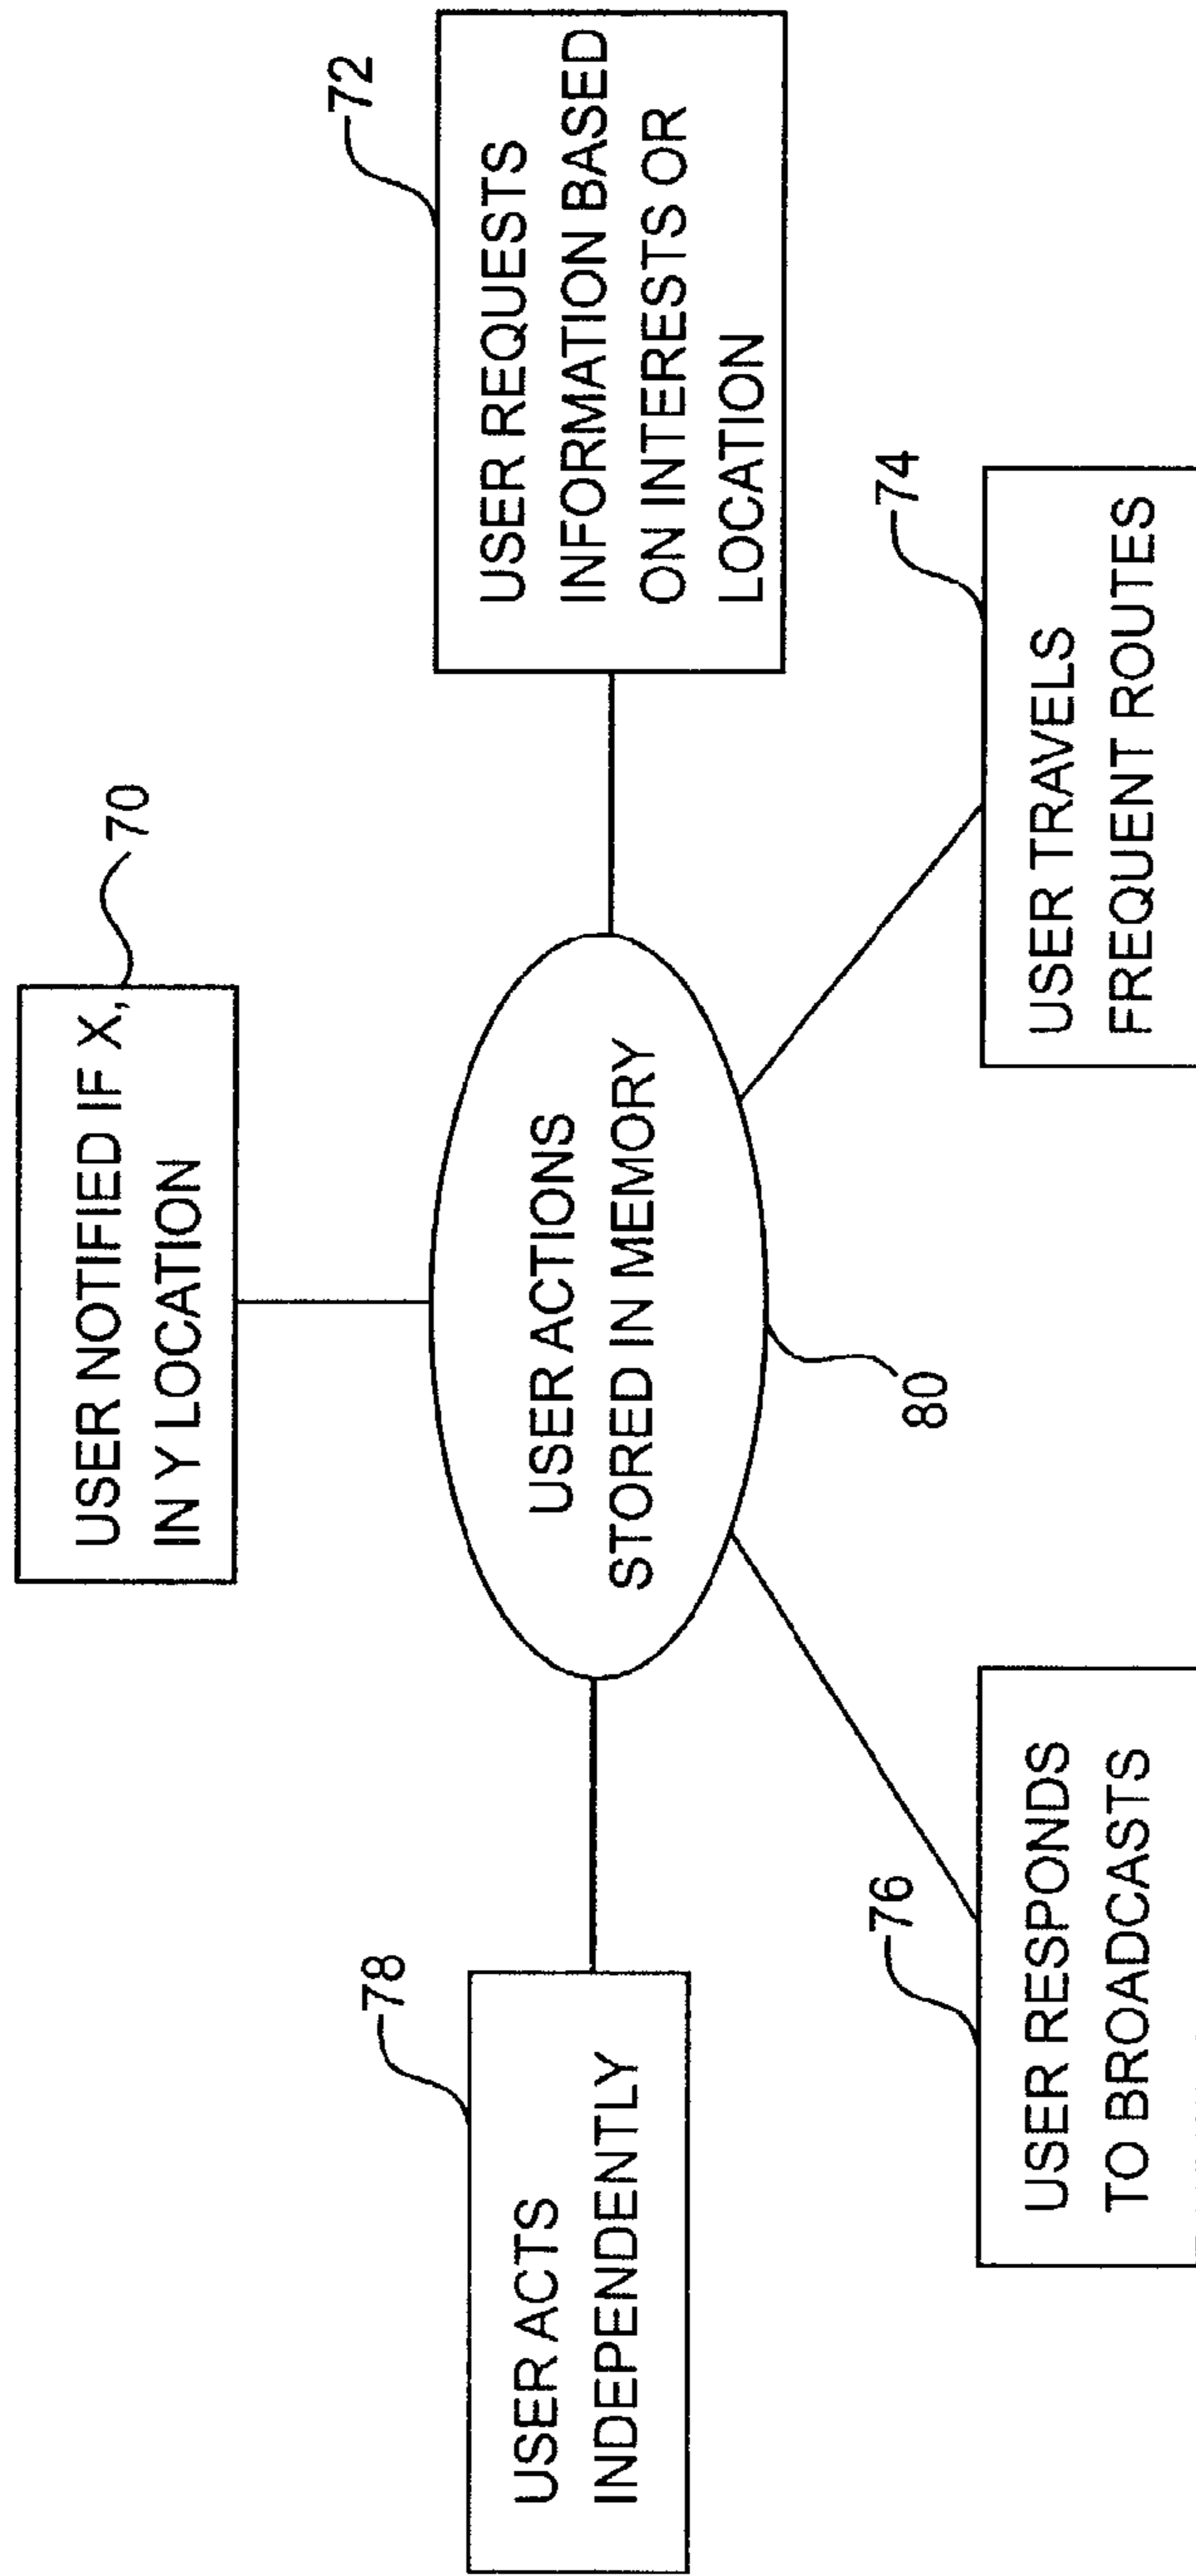 USER NOTIFIED IF X,
IN Y LOCATION
70
USER REQUESTS
INFORMATION BASED
ON INTERESTS OR
LOCATION
72
USER ACTIONS
STORED IN MEMORY
80
USER ACTS
INDEPENDENTLY
78
USER RESPONDS
TO BROADCASTS
76
USER TRAVELS
FREQUENT ROUTES
74